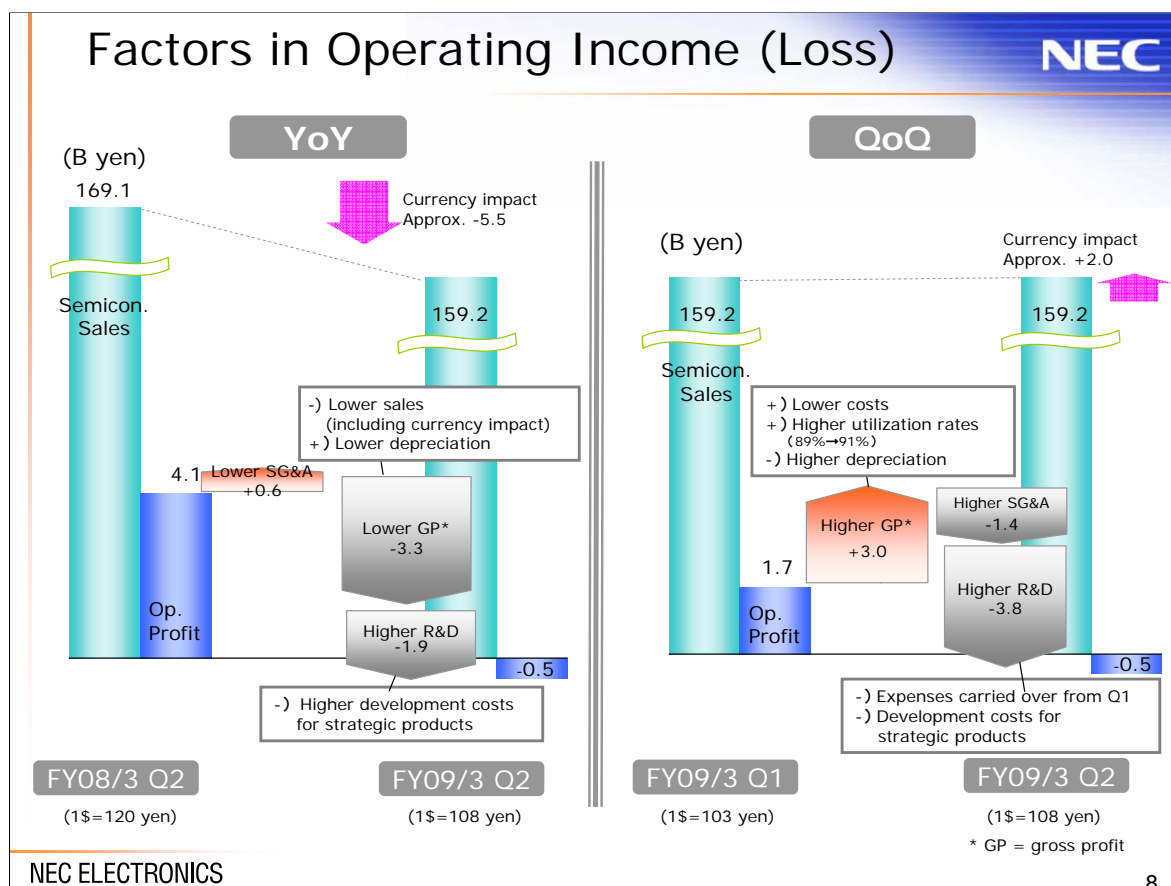 Factors in Operating Income (Loss)
NEC
YoY
(B yen)
169.1
Currency impact
Approx. -5.5
Semicon.
Sales
159.2
-) Lower sales
(including currency impact)
+) Lower depreciation
4.1
Lower SG&A
+0.6
Lower GP*
-3.3
Op.
Profit
Higher R&D
-1.9
-0.5
-) Higher development costs
for strategic products
FY08/3 Q2
FY09/3 Q2
(1$=120 yen)
(1$=108 yen)
QoQ
(B yen)
Currency impact
Approx. +2.0
159.2
159.2
Semicon.
Sales
+) Lower costs
+) Higher utilization rates
(89%→91%)
-) Higher depreciation
Higher GP*
+3.0
Higher SG&A
-1.4
1.7
Higher R&D
-3.8
Op.
Profit
-0.5
-) Expenses carried over from Q1
-) Development costs for
strategic products
FY09/3 Q1
FY09/3 Q2
(1$=103 yen)
(1$=108 yen)
* GP = gross profit
NEC ELECTRONICS
8